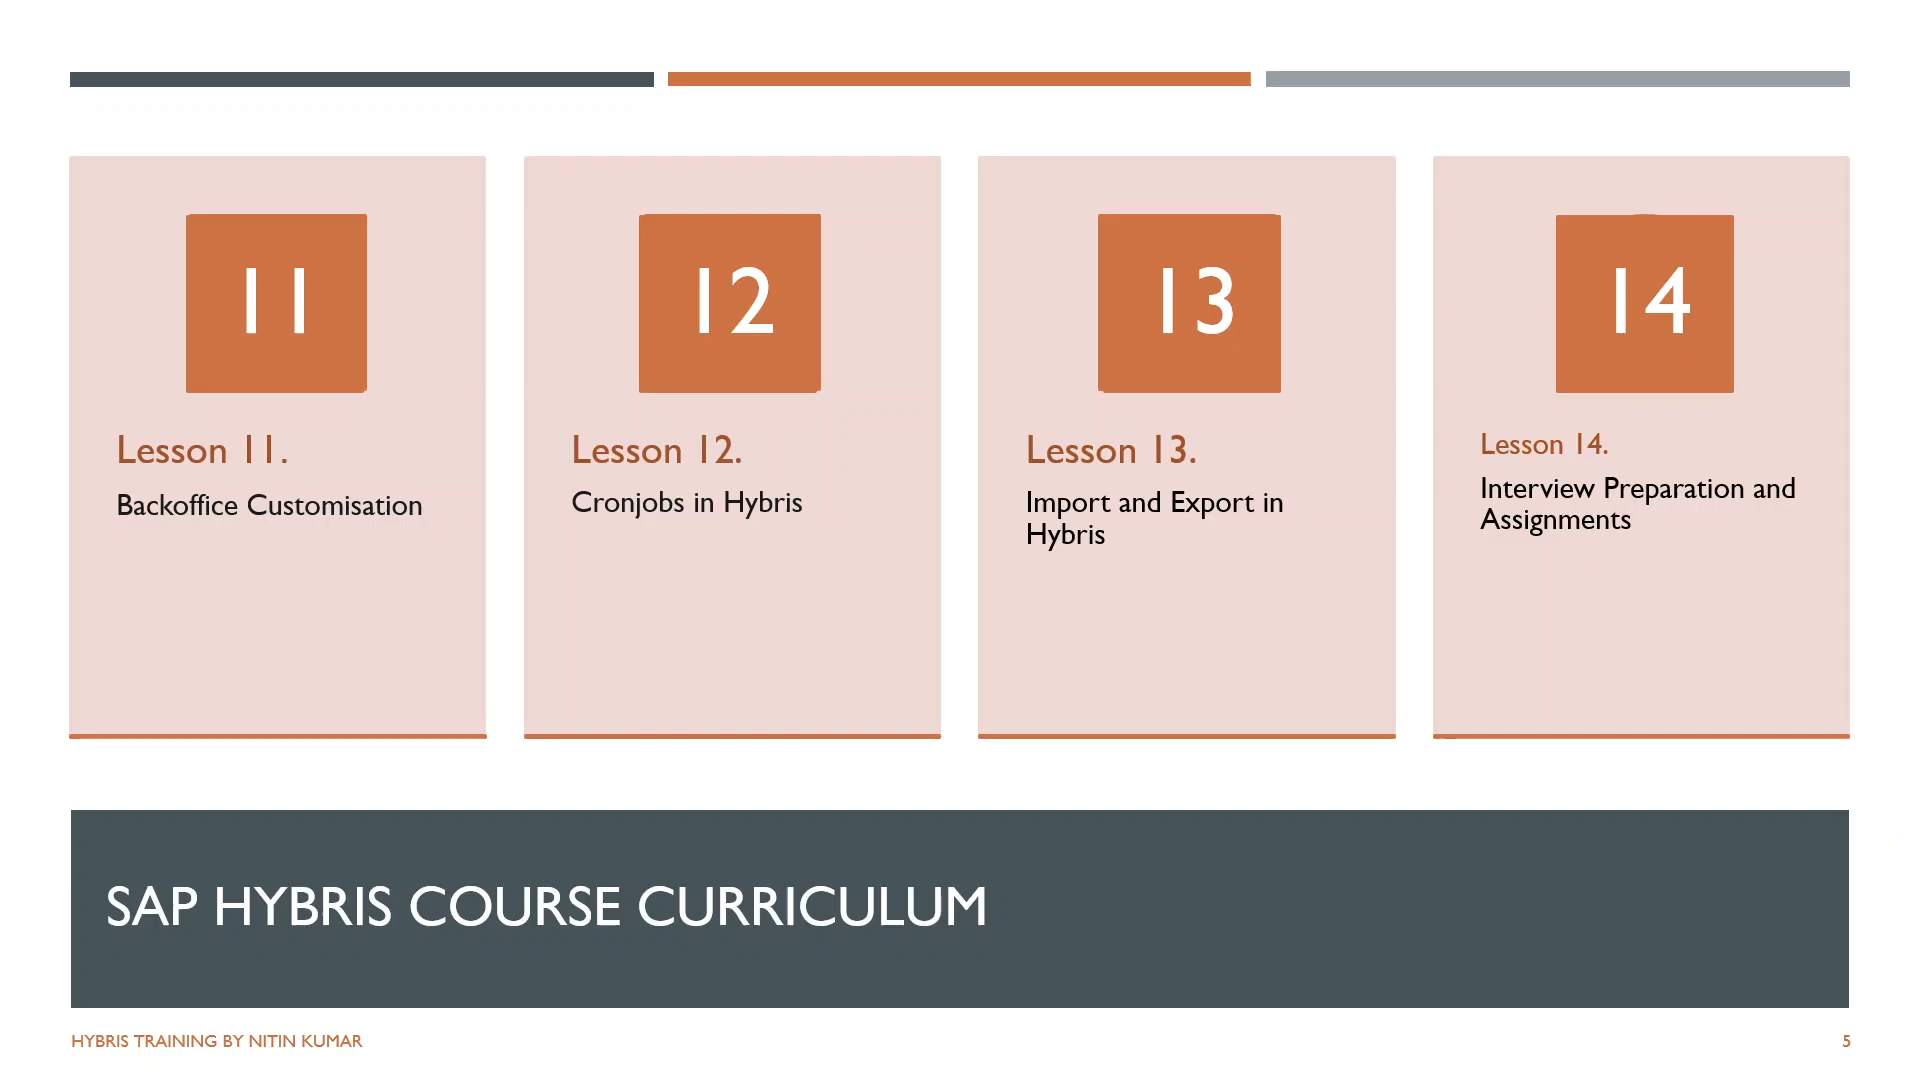 11
Lesson 11.
Backoffice Customisation
12
Lesson 12.
Cronjobs in Hybris
13
Lesson 13.
Import and Export in
Hybris
14
Lesson 14.
Interview Preparation and
Assignments
SAP HYBRIS COURSE CURRICULUM
HYBRIS TRAINING BY NITIN KUMAR
5